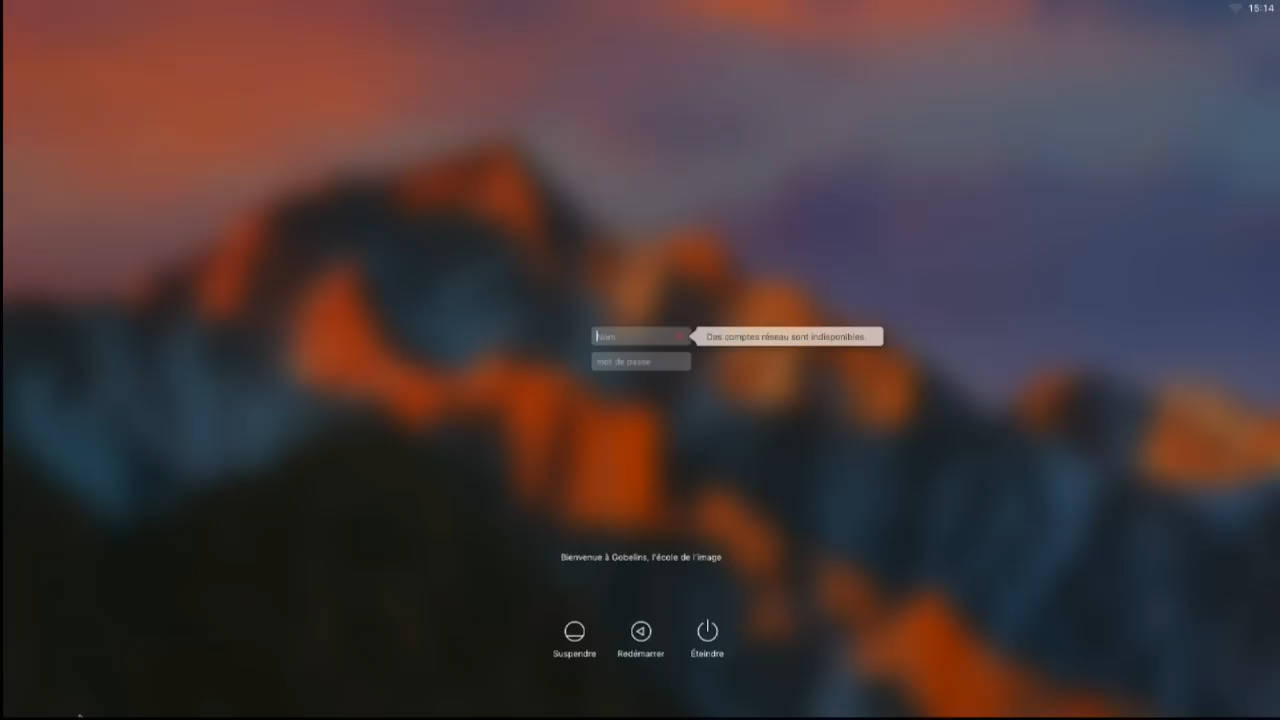 15:14
Nom
Des comptes réseau sont indisponibles.
mot de passe
Bienvenue à Gobelins, l'école de l'image
Suspendre
Redémarrer
Éteindre